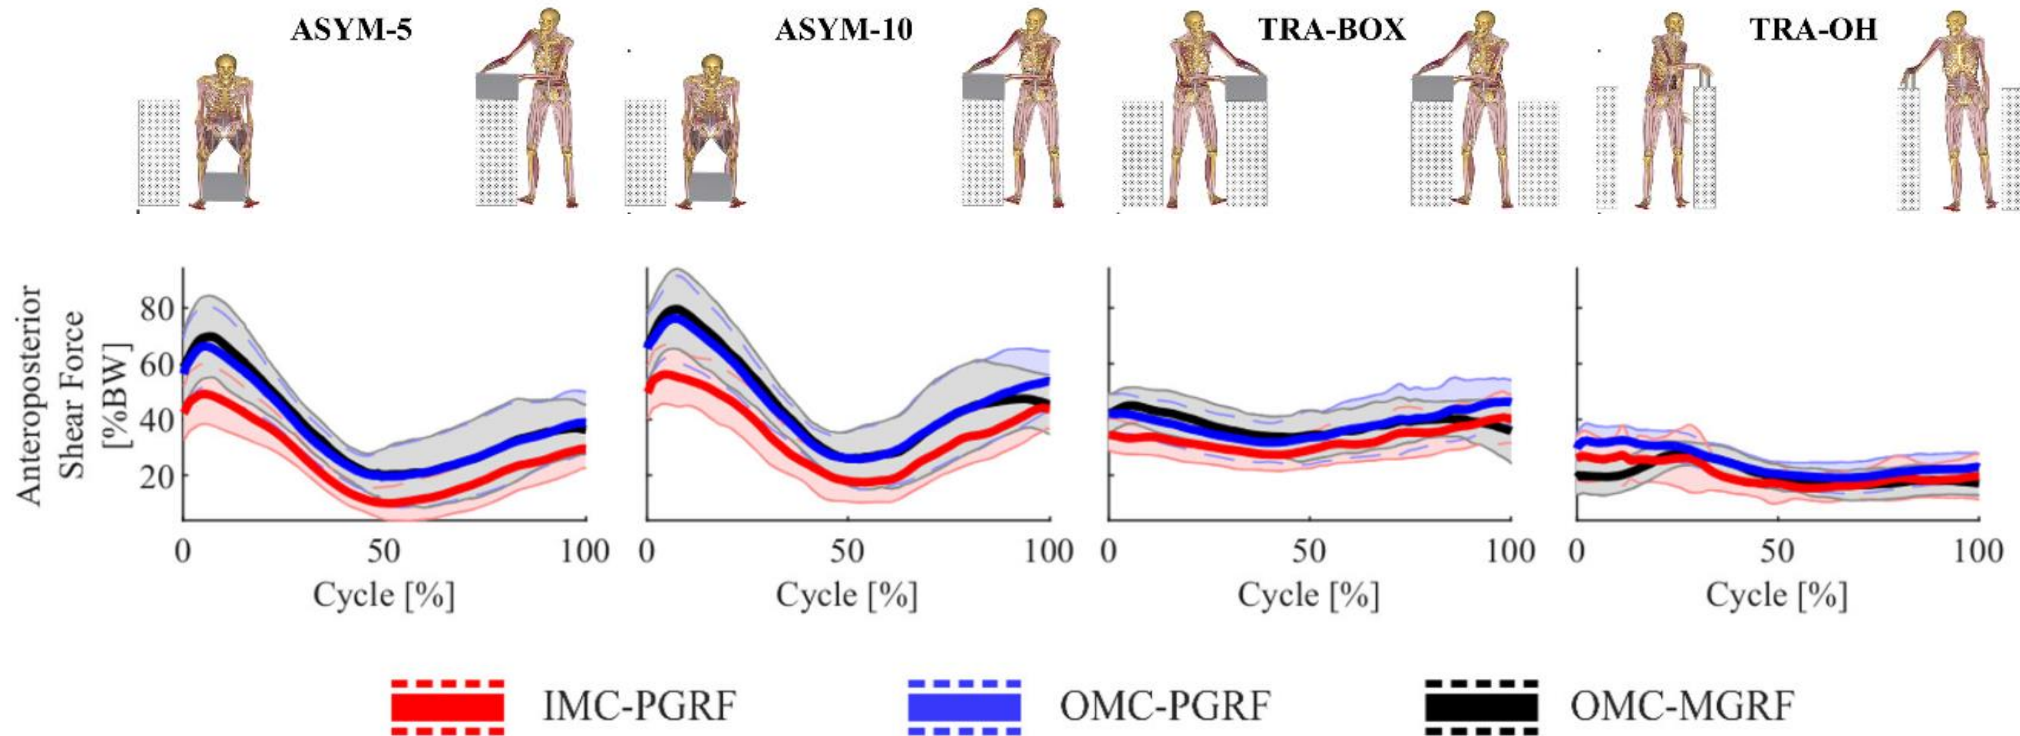 ASYM-5
ASYM-10
TRA-BOX
TRA-OH
Anteroposterior
Shear Force
[%BW]
80
60
40
20
0 50 100
0 50 100
0 50 100
0 50 100
Cycle [%]
Cycle [%]
Cycle [%]
Cycle [%]
IMC-PGRF
OMC-PGRF
OMC-MGRF